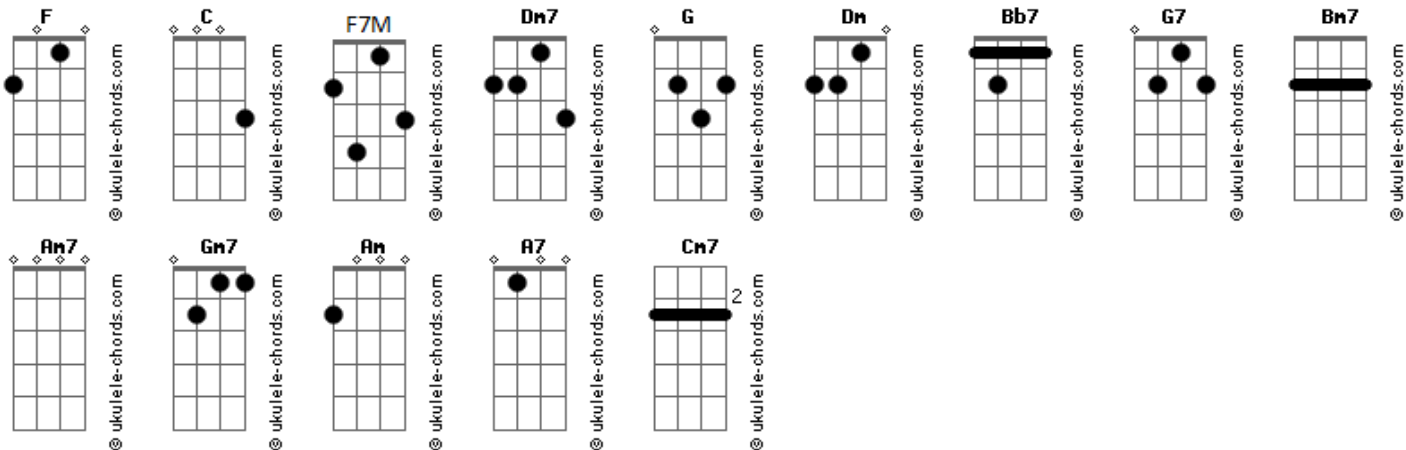 F C F7M Dm7 G Dm Bb7 G7 Bm7
© ukulele-chords.com © ukulele-chords.com © ukulele-chords.com © ukulele-chords.com © ukulele-chords.com © ukulele-chords.com © ukulele-chords.com © ukulele-chords.com © ukulele-chords.com
Am7 Gm7 Am A7 Cm7
2
© ukulele-chords.com © ukulele-chords.com © ukulele-chords.com © ukulele-chords.com © ukulele-chords.com